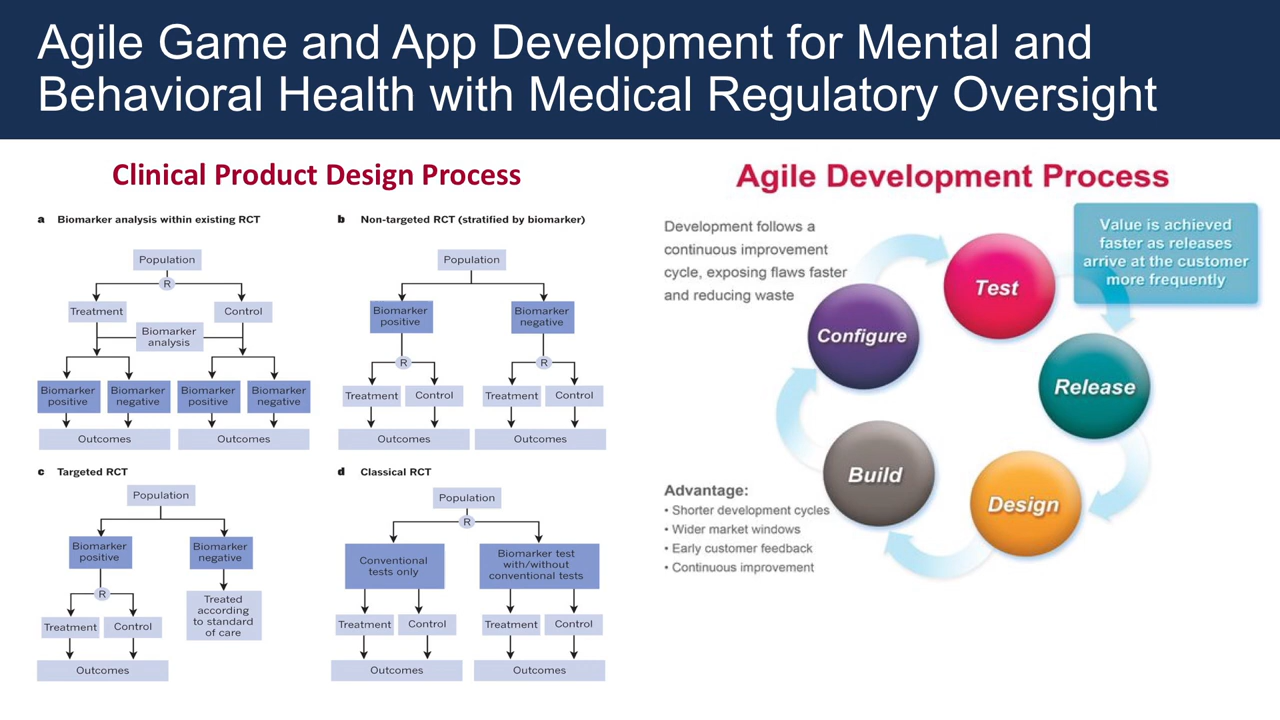 Agile Game and App Development for Mental and
Behavioral Health with Medical Regulatory Oversight
Clinical Product Design Process
a Biomarker analysis within existing RCT
Population
R
Treatment
Control
Biomarker
analysis
Biomarker
positive
Biomarker
negative
Biomarker
positive
Biomarker
negative
Outcomes
Outcomes
b Non-targeted RCT (stratified by biomarker)
Population
Biomarker
positive
Biomarker
negative
R
R
Treatment
Control
Treatment
Control
Outcomes
Outcomes
c Targeted RCT
Population
Biomarker
positive
Biomarker
negative
R
Treated
according
to standard
of care
Treatment
Control
Outcomes
d Classical RCT
Population
R
Conventional
tests only
Biomarker test
with/without
conventional tests
Treatment
Control
Treatment
Control
Outcomes
Outcomes
Agile Development Process
Development follows a
continuous improvement
cycle, exposing flaws faster
and reducing waste
Value is achieved
faster as releases
arrive at the customer
more frequently
Test
Configure
Release
Build
Design
Advantage:
• Shorter development cycles
• Wider market windows
• Early customer feedback
• Continuous improvement